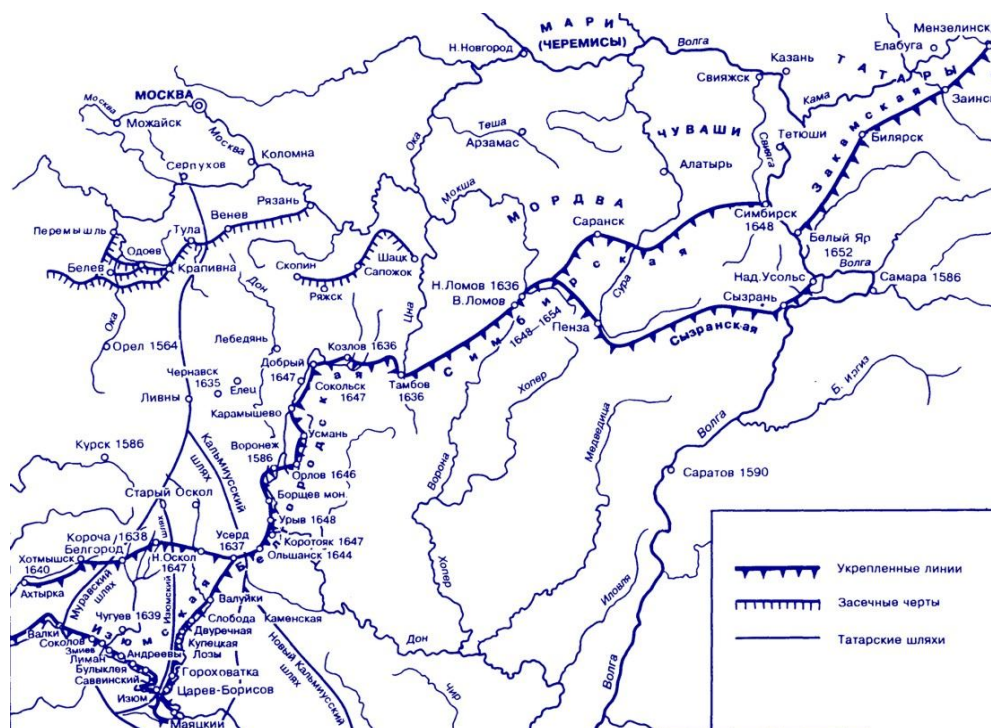 МАРИ
(ЧЕРЕМИСЫ)
Волга
Н.Новгород
Мензелинск
Елабуга
Казань
ТАТАРЫ
Свияжск
Кама
Заинск
МОСКВА
Москва
Можайск
Москва
Коломна
Серпухов
Ока
Теша
Арзамас
ЧУВАШИ
Свияга
Тетюши
Закамская
Билярск
Алатырь
Мокша
МОРДВА
Рязань
Венев
Тула
Перемышль
Одоев
Белев
Крапивна
Саранск
Симбирск
1648
Белый Яр
1652
Волга
Скопин
Шацк
Сапожок
Ряжск
Дон
Цна
Н.Ломов 1636
В.Ломов
Симбирская
1648—1654
Сура
Над.Усольс
Самара 1586
Сызрань
Пенза
Сызранская
Ока
Орел 1564
Лебедянь
Козлов 1636
Добрый
1647
Сокольск
1647
Тамбов
1636
Чернавск
1635
Елец
Ливны
Карамышево
Хопер
Медведица
Б. Иргиз
Волга
Усмань
Воронеж
1586
Орлов 1646
Ворона
Саратов 1590
Курск 1586
Кальмиусский
шлях
Борщев мон.
Старый Оскол
Урыв 1648
Коротояк 1647
Ольшанск 1644
Усерд
1637
Короча 1638
Белгород
Н.Оскол
1647
Хотмышск
1640
Ахтырка
Белгородская
Хопер
Иловля
Муравский
шлях
Изюмский
шлях
Чугуев 1639
Валуйки
Слобода Каменская
Двуречная
Купецкая
Лозы
Изюмская
Валки
Соколов
Змиев
Лиман
Андреевы
Булыклея
Саввинский
Гороховатка
Царев-Борисов
Изюм
Маяцкий
Новый Кальмиусский
шлях
Дон
Чир
Волга
Укрепленные линии
Засечные черты
Татарские шляхи